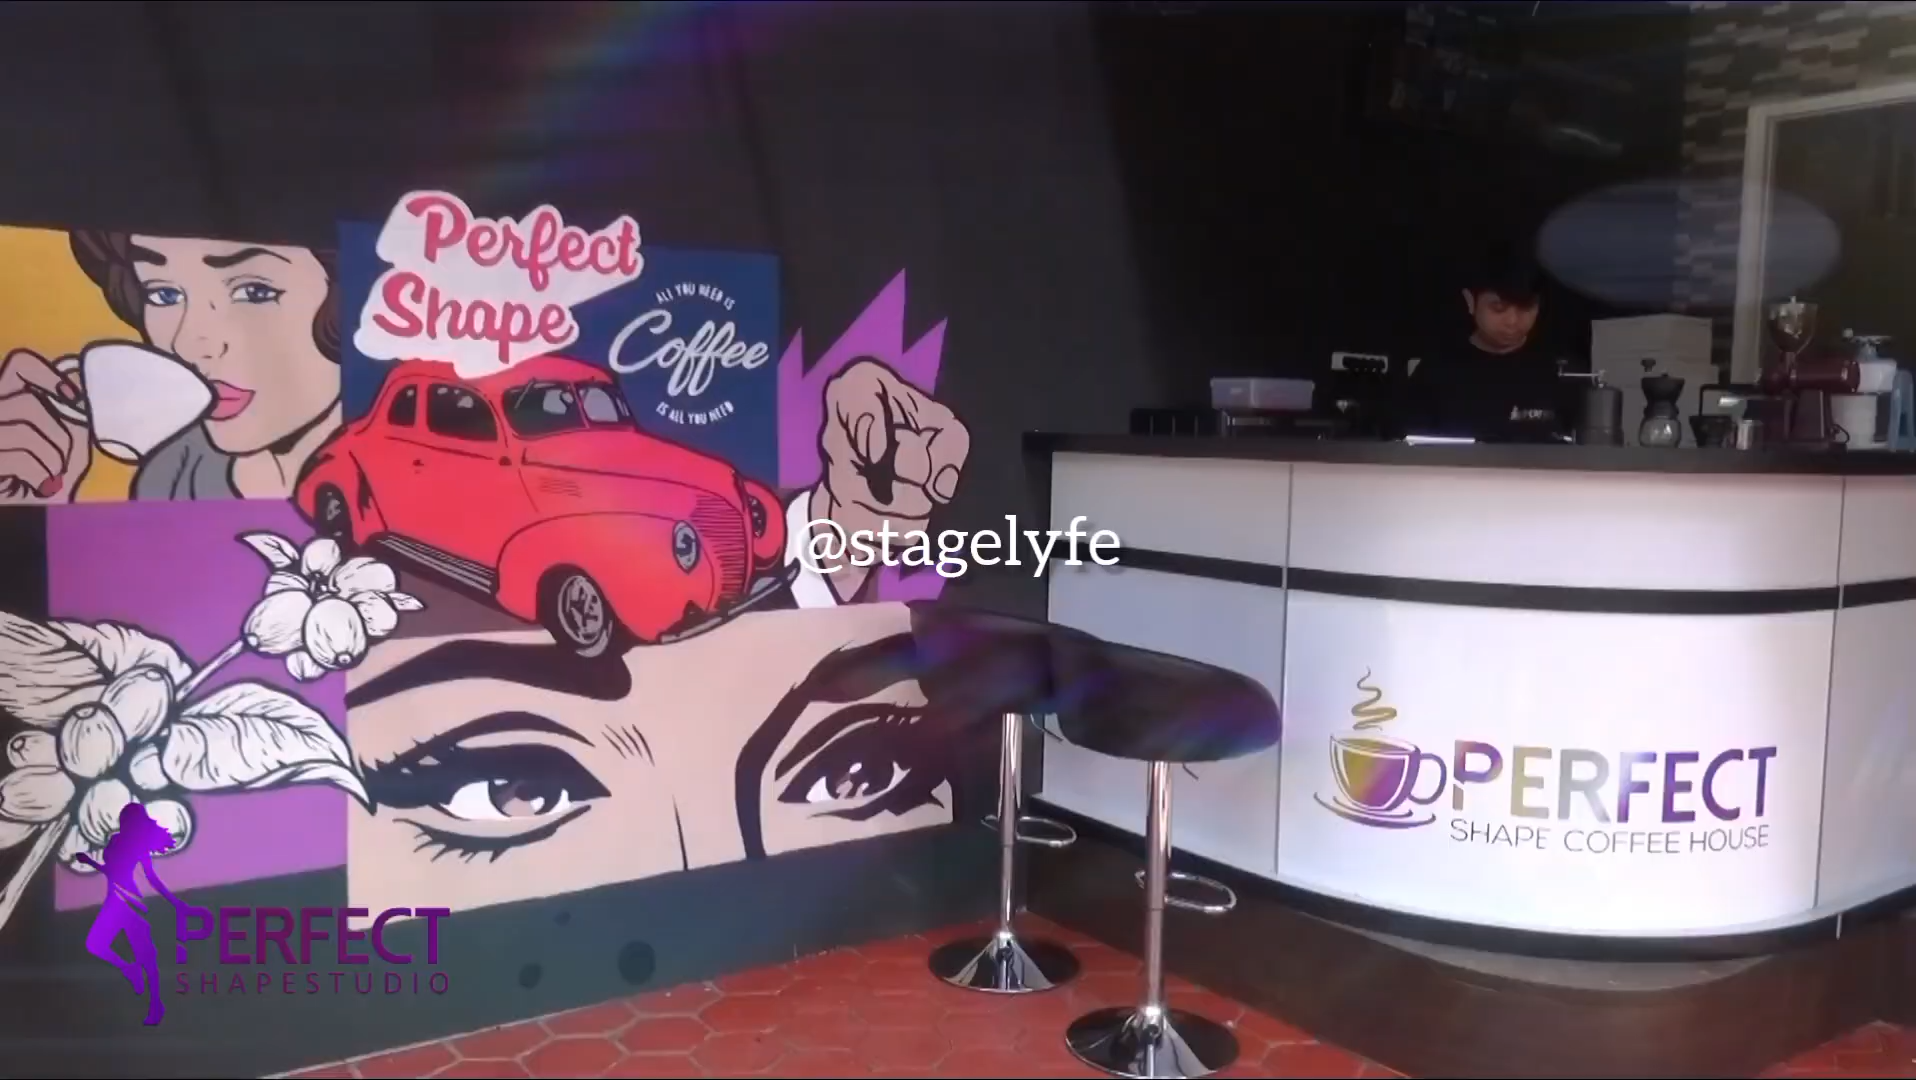 Perfect
Shape
ALL YOU NEED IS
Coffee
IS ALL YOU NEED
@stagelyfe
PERFECT
SHAPE COFFEE HOUSE
PERFECT
SHAPESTUDIO